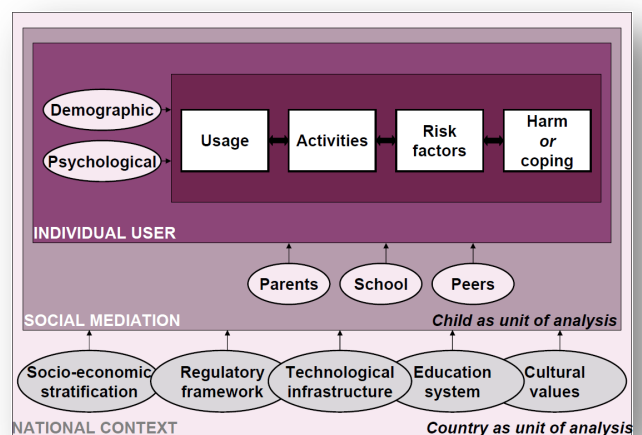 Demographic
Psychological
Usage
Activities
Risk
factors
Harm
or
coping
INDIVIDUAL USER
Parents
School
Peers
SOCIAL MEDIATION
Child as unit of analysis
Socio-economic
stratification
Regulatory
framework
Technological
infrastructure
Education
system
Cultural
values
NATIONAL CONTEXT
Country as unit of analysis